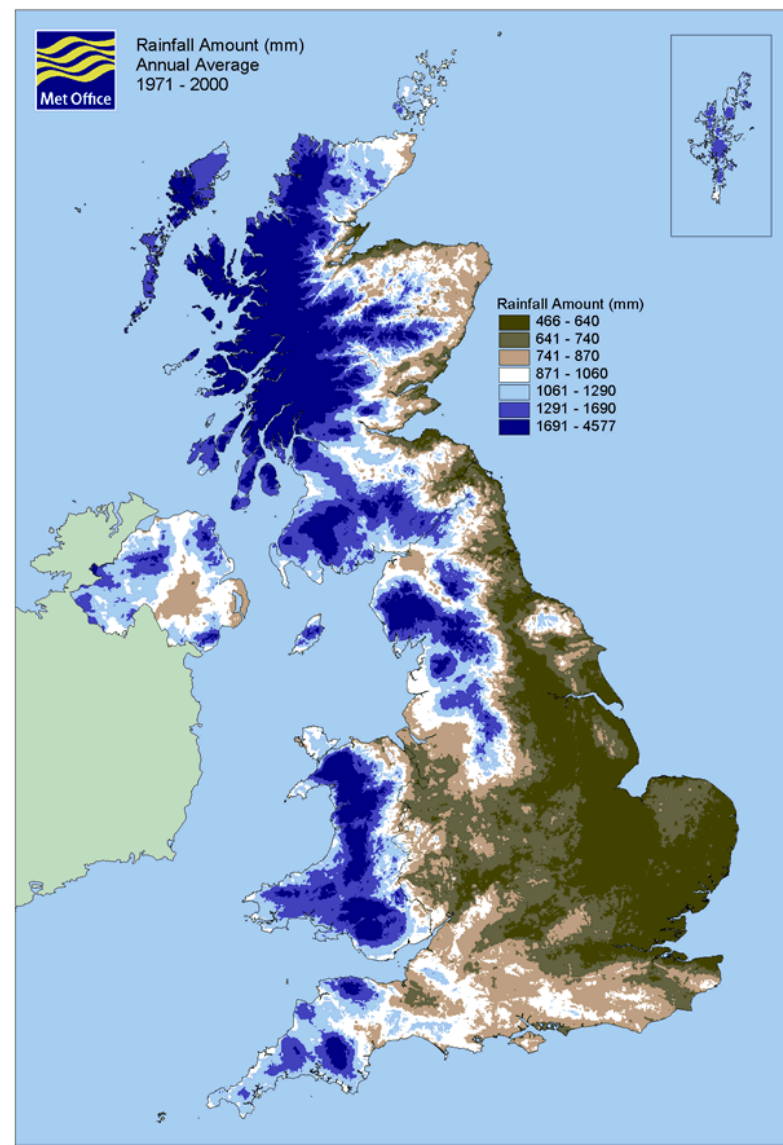 Rainfall Amount (mm)
Annual Average
1971 - 2000
Met Office
Rainfall Amount (mm)
466 - 640
641 - 740
741 - 870
871 - 1060
1061 - 1290
1291 - 1690
1691 - 4577